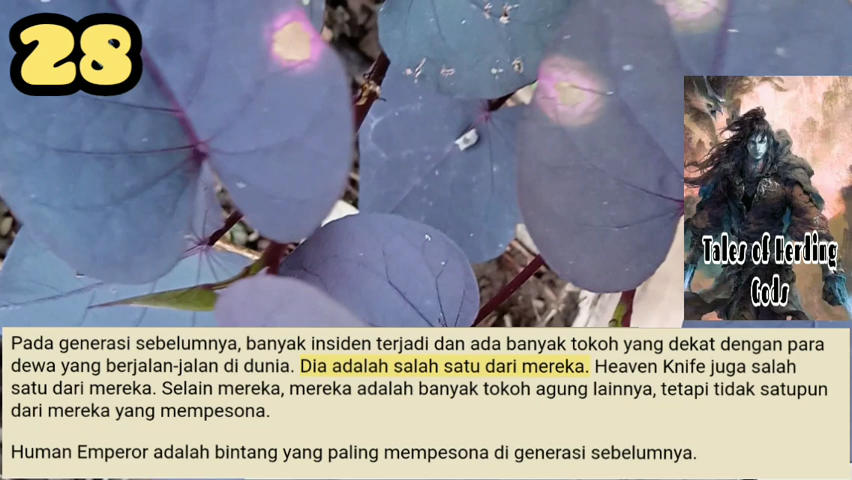 28
Tales of Herding
Gods
Pada generasi sebelumnya, banyak insiden terjadi dan ada banyak tokoh yang dekat dengan para
dewa yang berjalan-jalan di dunia. Dia adalah salah satu dari mereka. Heaven Knife juga salah
satu dari mereka. Selain mereka, mereka adalah banyak tokoh agung lainnya, tetapi tidak satupun
dari mereka yang mempesona.
Human Emperor adalah bintang yang paling mempesona di generasi sebelumnya.